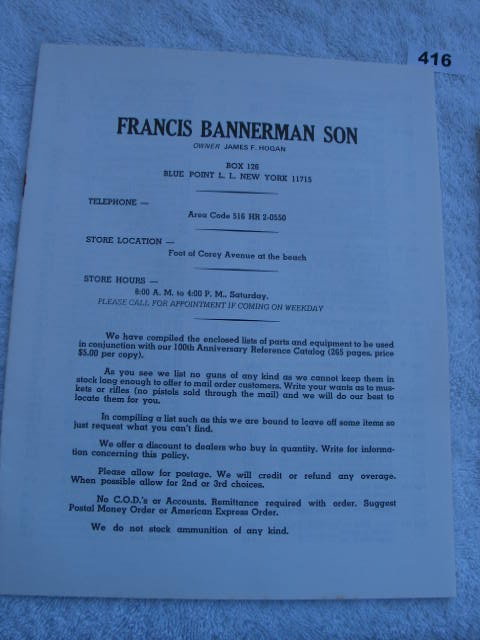 416
FRANCIS BANNERMAN SON
OWNER JAMES F. HOGAN
BOX 126
BLUE POINT L. I. NEW YORK 11715
TELEPHONE —
Area Code 516 HR 2-0550
STORE LOCATION —
Foot of Corey Avenue at the beach
STORE HOURS —
8:00 A. M. to 4:00 P. M., Saturday.
PLEASE CALL FOR APPOINTMENT IF COMING ON WEEKDAY
We have compiled the enclosed lists of parts and equipment to be used
in conjunction with our 100th Anniversary Reference Catalog (265 pages, price
$5.00 per copy).
As you see we list no guns of any kind as we cannot keep them in
stock long enough to offer to mail order customers. Write your wants as to mus-
kets or rifles (no pistols sold through the mail) and we will do our best to
locate them for you.
In compiling a list such as this we are bound to leave off some items so
just request what you can't find.
We offer a discount to dealers who buy in quantity. Write for informa-
tion concerning this policy.
Please allow for postage. We will credit or refund any overage.
When possible allow for 2nd or 3rd choices.
No C.O.D.'s or Accounts. Remittance required with order. Suggest
Postal Money Order or American Express Order.
We do not stock ammunition of any kind.